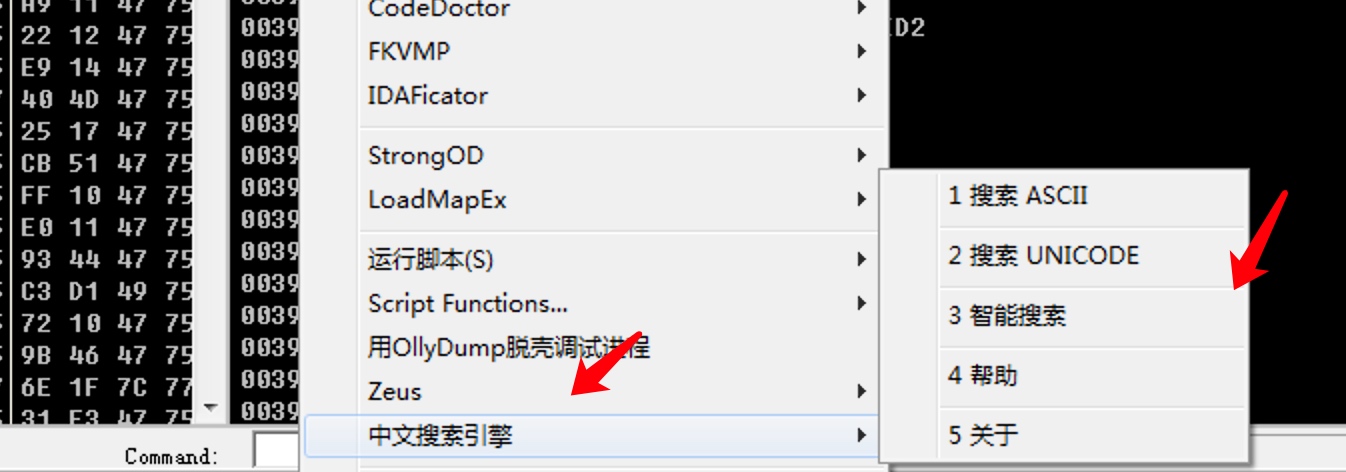 A9 11 47 75
22 12 47 75
E9 14 47 75
40 4D 47 75
25 17 47 75
CB 51 47 75
FF 10 47 75
E0 11 47 75
93 44 47 75
C3 D1 49 75
72 10 47 75
9B 46 47 75
6E 1F 7C 77
31 E3 47 75
0039
0039
0039
0039
0039
0039
0039
0039
0039
0039
0039
0039
0039
CodeDoctor
FKVMP
IDAFicator
StrongOD
LoadMapEx
运行脚本(S)
Script Functions...
用OllyDump脱壳调试进程
Zeus
中文搜索引擎
D2
1 搜索 ASCII
2 搜索 UNICODE
3 智能搜索
4 帮助
5 关于
Command: